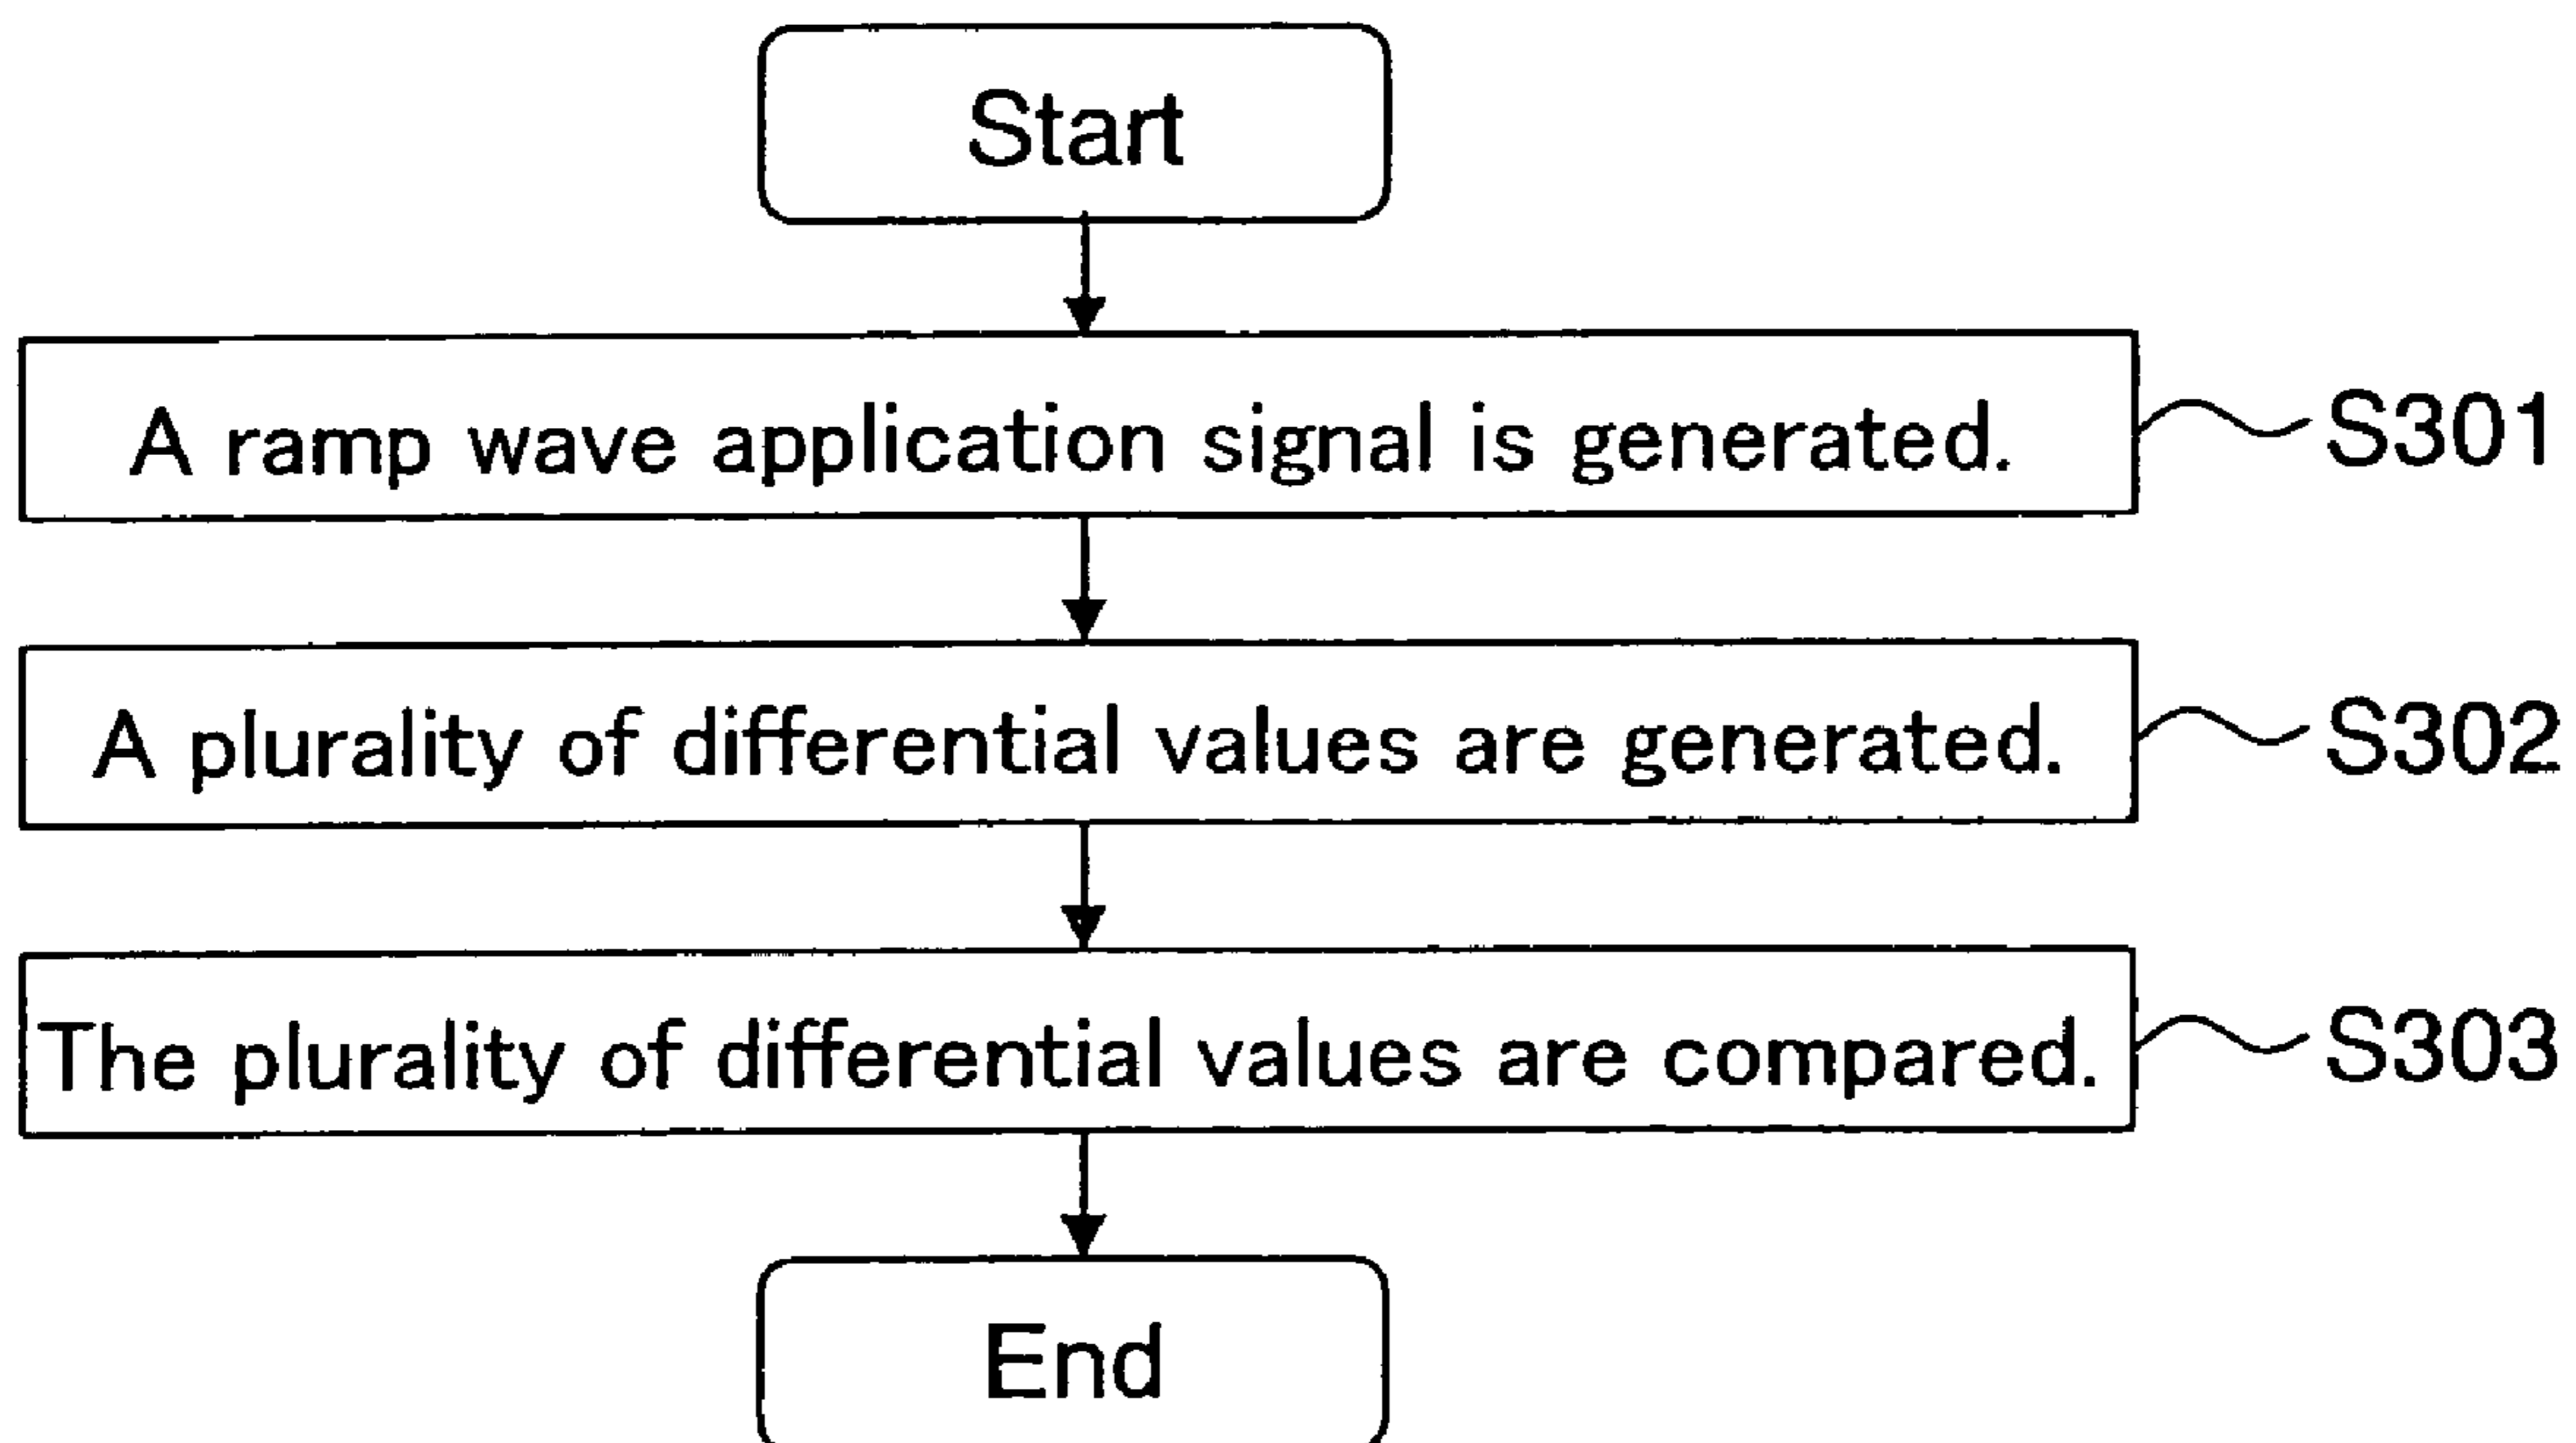 Start
A ramp wave application signal is generated.
S301
A plurality of differential values are generated.
S302
The plurality of differential values are compared.
S303
End